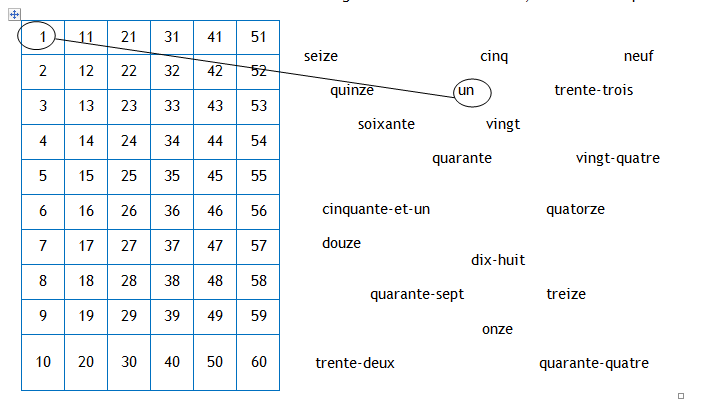 1 11 21 31 41 51
2 12 22 32 42 52
3 13 23 33 43 53
4 14 24 34 44 54
5 15 25 35 45 55
6 16 26 36 46 56
7 17 27 37 47 57
8 18 28 38 48 58
9 19 29 39 49 59
10 20 30 40 50 60
seize cinq neuf
quinze un trente-trois
soixante vingt
quarante vingt-quatre
cinquante-et-un quatorze
douze
dix-huit
quarante-sept treize
onze
trente-deux quarante-quatre